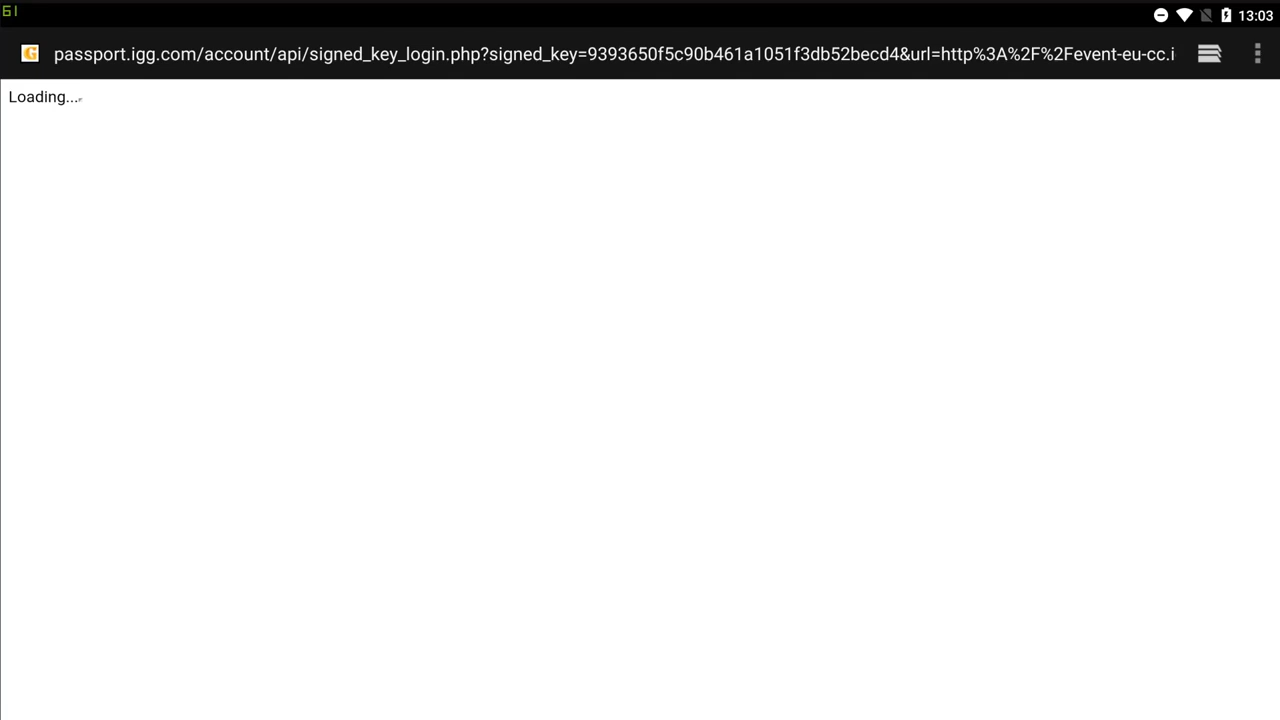 61
13:03
passport.igg.com/account/api/signed_key_login.php?signed_key=9393650f5c90b461a1051f3db52becd4&url=http%3A%2F%2Fevent-eu-cc.i
Loading...